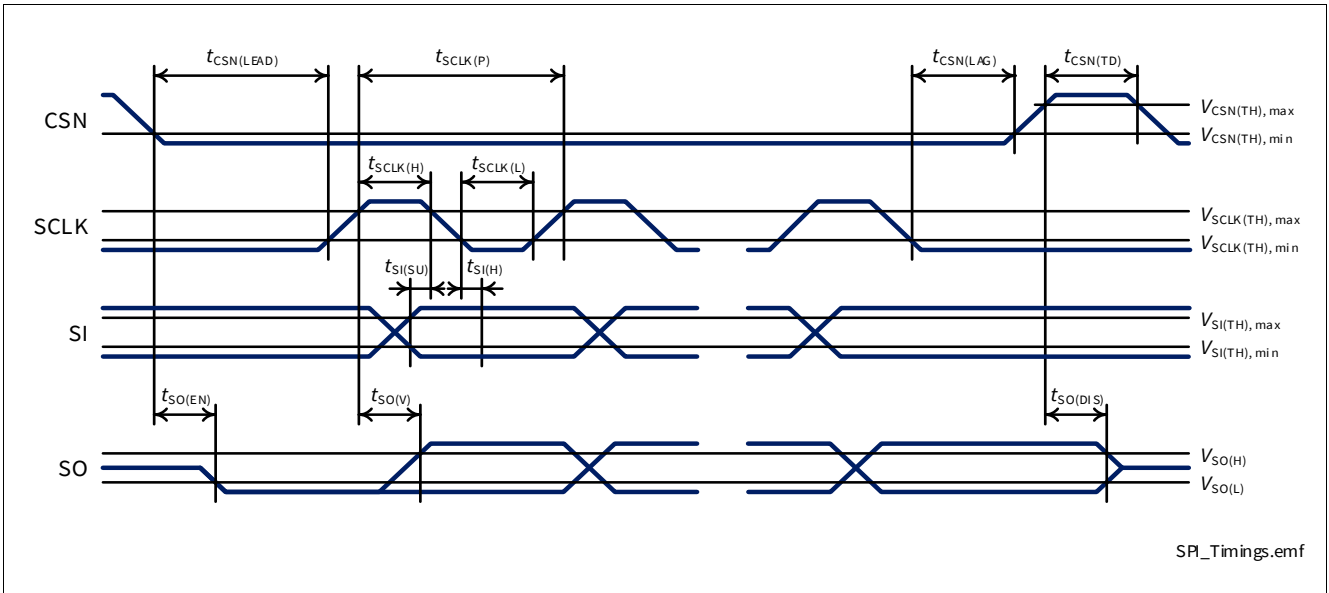 tCSN(LEAD) tSCLK(P) tCSN(LAG) tCSN(TD)
CSN
VCSN(TH), max
VCSN(TH), min
tSCLK(H) tSCLK(L)
SCLK
VSCLK(TH), max
VSCLK(TH), min
tSI(SU) tSI(H)
SI
VSI(TH), max
VSI(TH), min
tSO(EN) tSO(V) tSO(DIS)
SO
VSO(H)
VSO(L)
SPI_Timings.emf